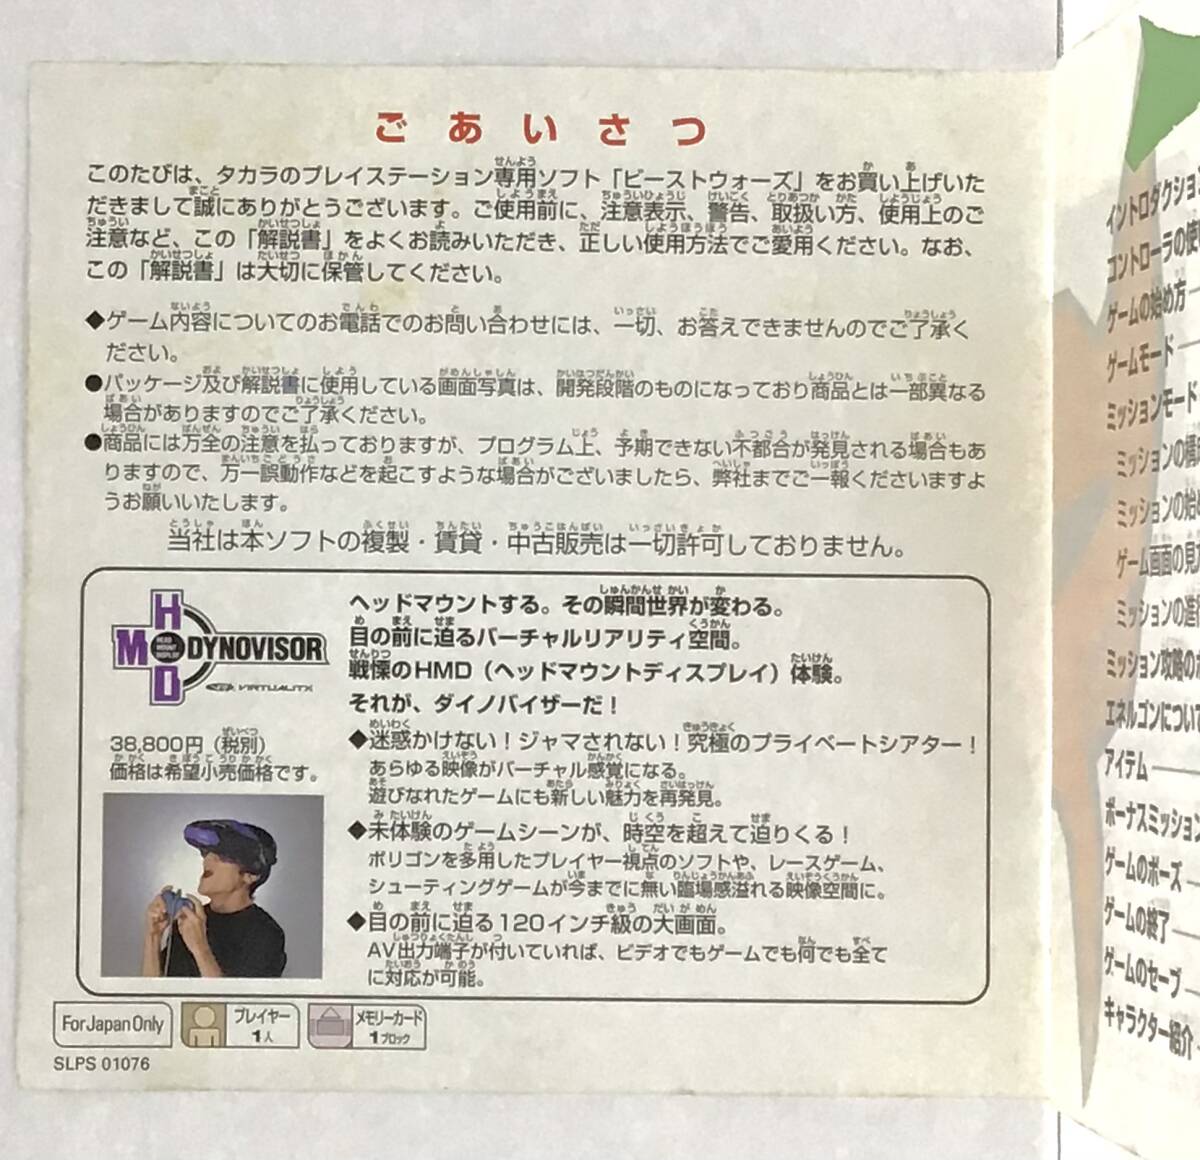 ごあいさつ
このたびは、タカラのプレイステーション専用ソフト「ビーストウォーズ」をお買い上げいた
だきまして誠にありがとうございます。ご使用前に、注意表示、警告、取扱い方、使用上のご
注意など、この「解説書」をよくお読みいただき、正しい使用方法でご愛用ください。なお、
この「解説書」は大切に保管してください。
◆ゲーム内容についてのお電話でのお問い合わせには、一切、お答えできませんのでご了承く
ださい。
●パッケージ及び解説書に使用している画面写真は、開発段階のものになっており商品とは一部異なる
場合がありますのでご了承ください。
●商品には万全の注意を払っておりますが、プログラム上、予期できない不都合が発見される場合もあ
りますので、万一誤動作などを起こすような場合がございましたら、弊社までご一報くださいますよ
うお願いいたします。
当社は本ソフトの複製・賃貸・中古販売は一切許可しておりません。
HMD
HEAD MOUNT DISPLAY
DYNOVISOR
VIRTUALITY
38,800円（税別）
価格は希望小売価格です。
ヘッドマウントする。その瞬間世界が変わる。
目の前に迫るバーチャルリアリティ空間。
戦慄のHMD（ヘッドマウントディスプレイ）体験。
それが、ダイノバイザーだ！
◆迷惑かけない！ジャマされない！究極のプライベートシアター！
あらゆる映像がバーチャル感覚になる。
遊びなれたゲームにも新しい魅力を再発見。
◆未体験のゲームシーンが、時空を超えて迫りくる！
ポリゴンを多用したプレイヤー視点のソフトや、レースゲーム、
シューティングゲームが今までに無い臨場感溢れる映像空間に。
◆目の前に迫る120インチ級の大画面。
AV出力端子が付いていれば、ビデオでもゲームでも何でも全て
に対応が可能。
For Japan Only
プレイヤー
1人
メモリーカード
1ブロック
SLPS 01076
イントロダクション
コントローラの使
ゲームの始め方
ゲームモード
ミッションモード
ミッションの構
ミッションの始め
ゲーム画面の見
ミッションの進
ミッション攻略の
エネルゴンについて
アイテム
ボーナスミッション
ゲームのポーズ
ゲームの終了
ゲームのセーブ
キャラクター紹介